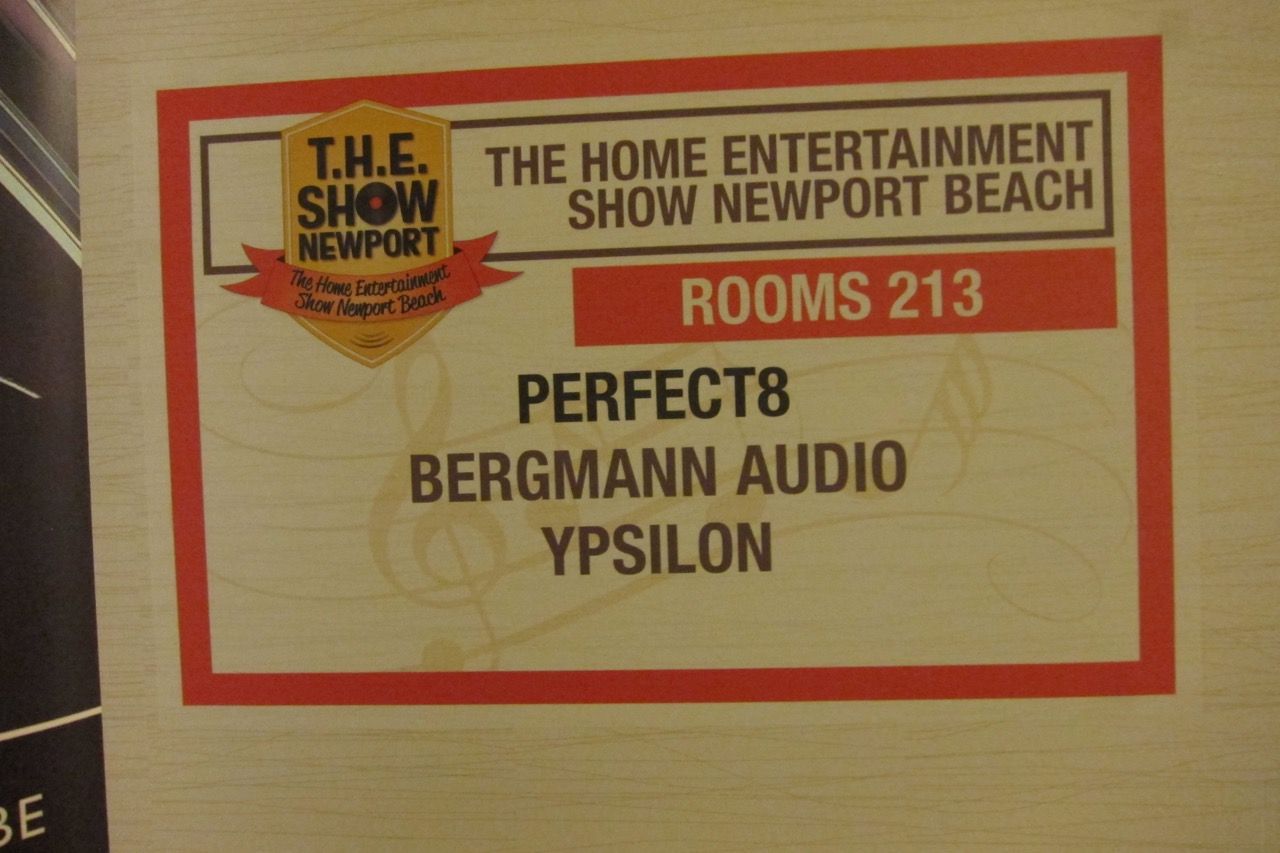 T.H.E.
SHOW
NEWPORT
The Home Entertainment
Show Newport Beach
THE HOME ENTERTAINMENT
SHOW NEWPORT BEACH
ROOMS 213
PERFECT8
BERGMANN AUDIO
YPSILON
BE